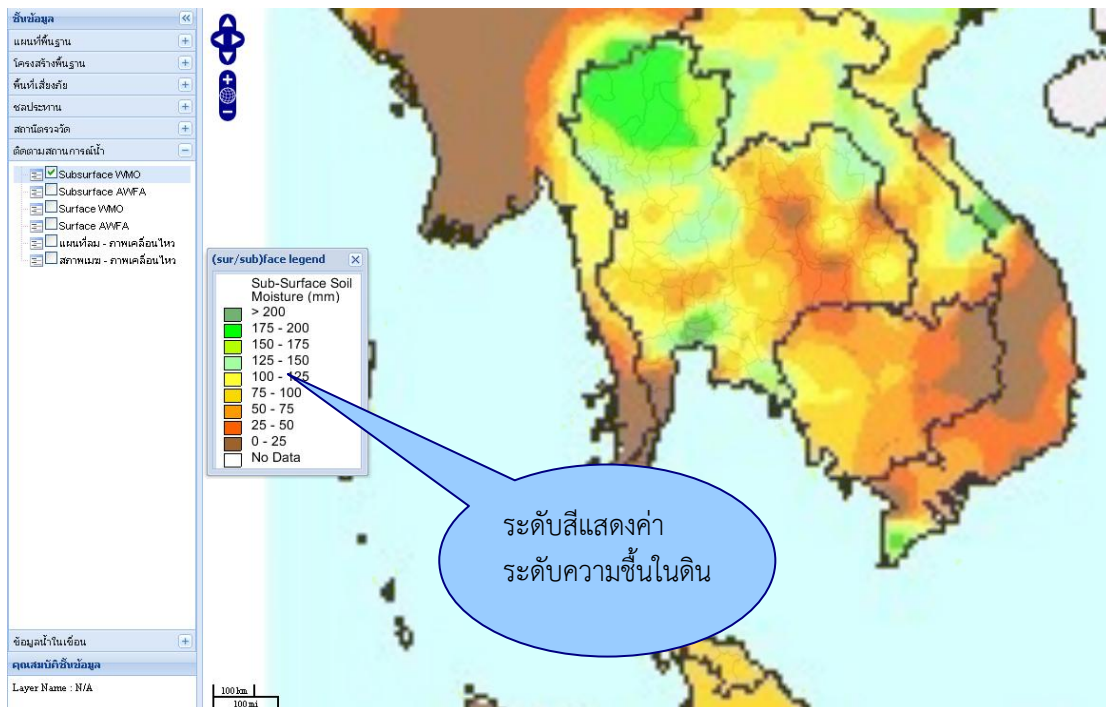 ชั้นข้อมูล
แผนที่พื้นฐาน
โครงสร้างพื้นฐาน
พื้นที่เสี่ยงภัย
ชลประทาน
สถานีตรวจวัด
ติดตามสถานการณ์น้ำ
Subsurface WMO
Subsurface AWFA
Surface WMO
Surface AWFA
แผนที่ลม - ภาพเคลื่อนไหว
สภาพเมฆ - ภาพเคลื่อนไหว
ข้อมูลน้ำในเขื่อน
คุณสมบัติชั้นข้อมูล
Layer Name : N/A
(sur/sub)face legend
Sub-Surface Soil
Moisture (mm)
> 200
175 - 200
150 - 175
125 - 150
100 - 125
75 - 100
50 - 75
25 - 50
0 - 25
No Data
ระดับสีแสดงค่า
ระดับความชื้นในดิน
100 km
100 mi